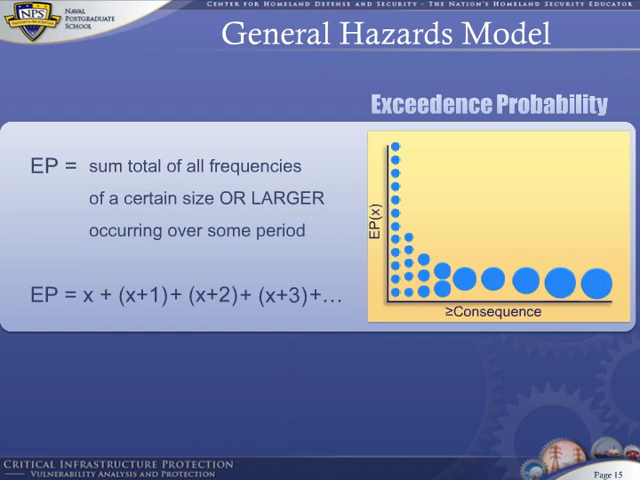 CENTER FOR HOMELAND DEFENSE AND SECURITY - THE NATION'S HOMELAND SECURITY EDUCATOR
NPS
NAVAL
POSTGRADUATE
SCHOOL
General Hazards Model
Exceedence Probability
EP = sum total of all frequencies
of a certain size OR LARGER
occurring over some period
EP = x + (x+1) + (x+2) + (x+3) +…
EP(x)
≥Consequence
CRITICAL INFRASTRUCTURE PROTECTION
VULNERABILITY ANALYSIS AND PROTECTION
Page 15